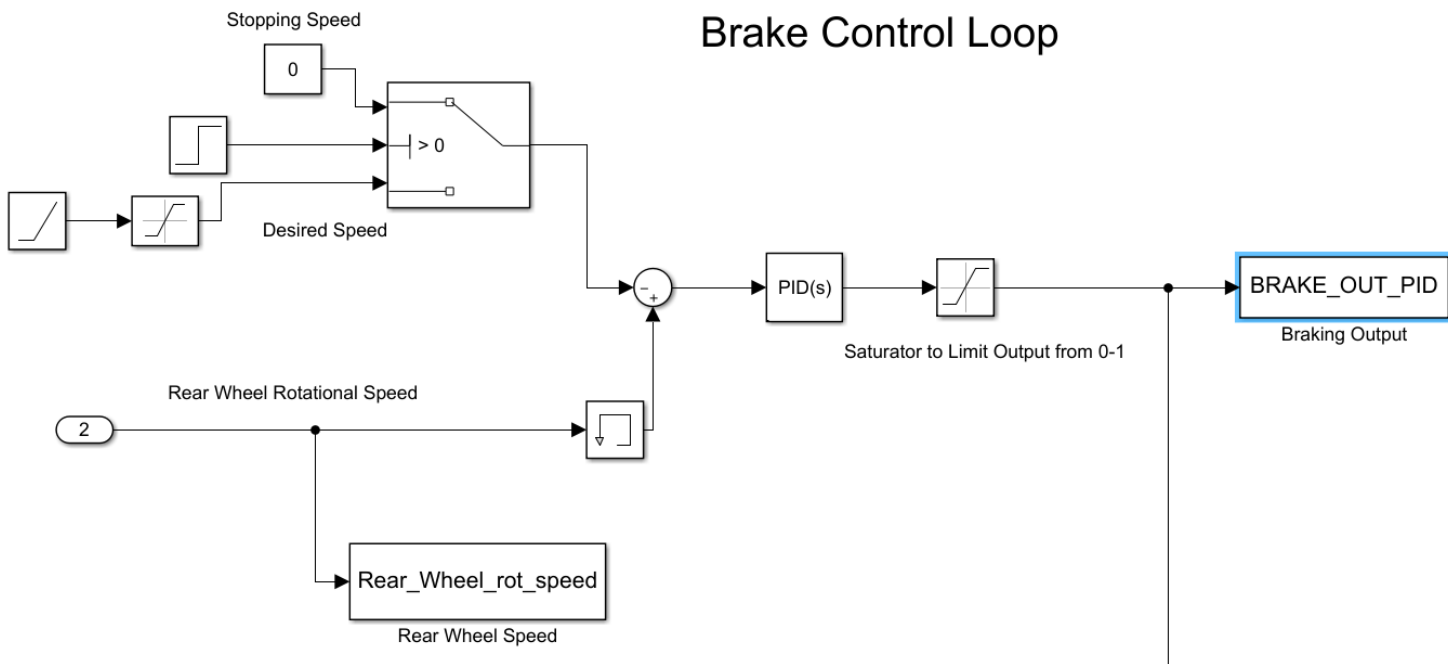 Brake Control Loop
Stopping Speed
0
> 0
Desired Speed
−
+
PID(s)
BRAKE_OUT_PID
Braking Output
Saturator to Limit Output from 0-1
Rear Wheel Rotational Speed
2
Rear_Wheel_rot_speed
Rear Wheel Speed